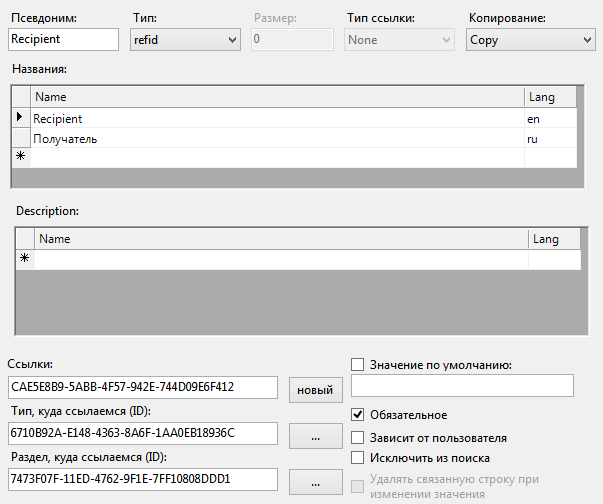 Псевдоним: Тип: Размер: Тип ссылки: Копирование:
Recipient refid 0 None Copy
Названия:
Name Lang
Recipient en
Получатель ru
Description:
Name Lang
Ссылки:
CAE5E8B9-5ABB-4F57-942E-744D09E6F412 новый
Тип, куда ссылаемся (ID):
6710B92A-E148-4363-8A6F-1AA0EB18936C ...
Раздел, куда ссылаемся (ID):
7473F07F-11ED-4762-9F1E-7FF10808DDD1 ...
Значение по умолчанию:
Обязательное
Зависит от пользователя
Исключить из поиска
Удалять связанную строку при
изменении значения